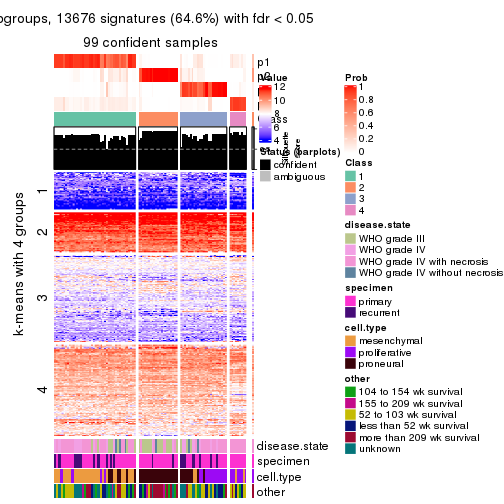 ogroups, 13676 signatures (64.6%) with fdr < 0.05
99 confident samples
p1
value
12
10
8
6
4
Status (barplots)
confident
ambiguous
Silhouette
score
Prob
1
0.8
0.6
0.4
0.2
0
Class
1
2
3
4
disease.state
WHO grade III
WHO grade IV
WHO grade IV with necrosis
WHO grade IV without necrosis
specimen
primary
recurrent
cell.type
mesenchymal
proliferative
proneural
other
104 to 154 wk survival
155 to 209 wk survival
52 to 103 wk survival
less than 52 wk survival
more than 209 wk survival
unknown
k-means with 4 groups
1
2
3
4
disease.state
specimen
cell.type
other